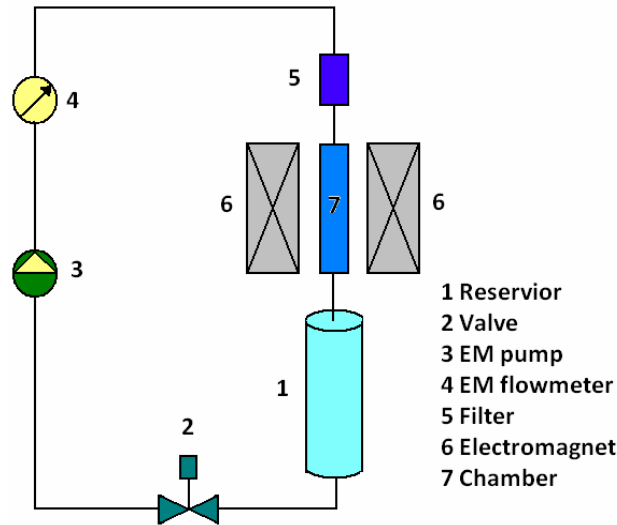 5
4
6
7
6
3
1
2
1 Reservior
2 Valve
3 EM pump
4 EM flowmeter
5 Filter
6 Electromagnet
7 Chamber